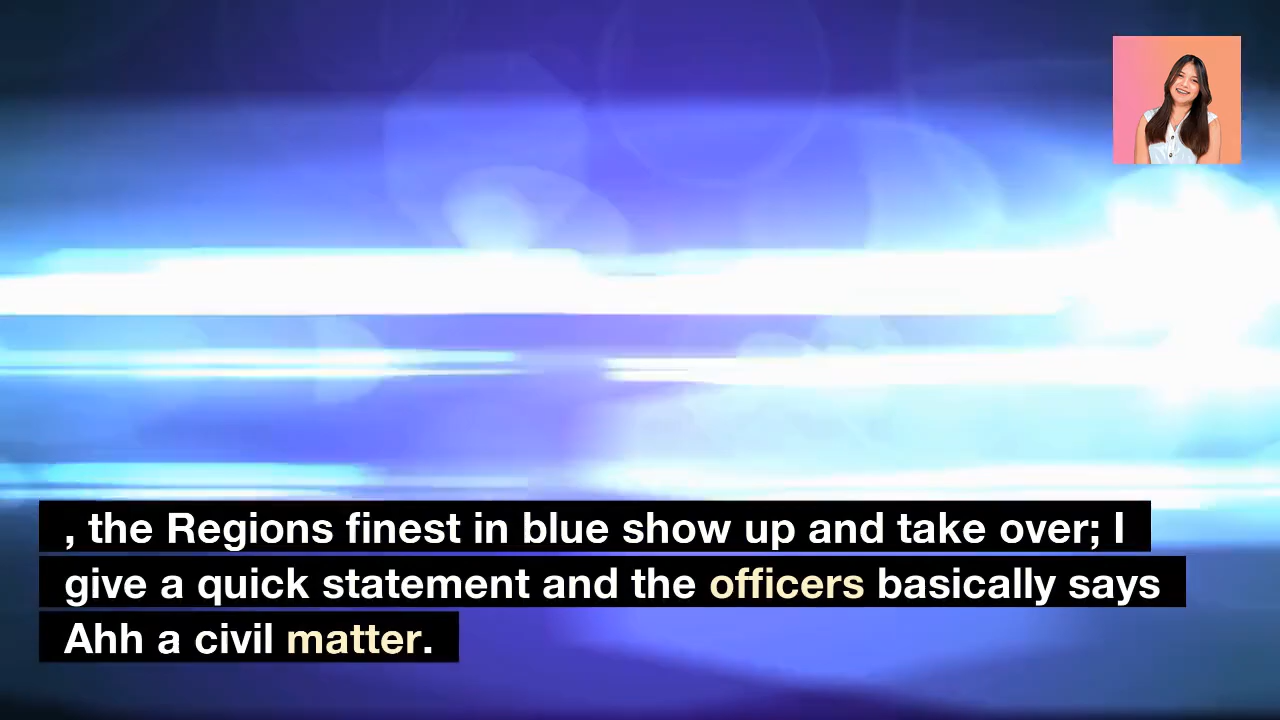 , the Regions finest in blue show up and take over; I
give a quick statement and the officers basically says
Ahh a civil matter.